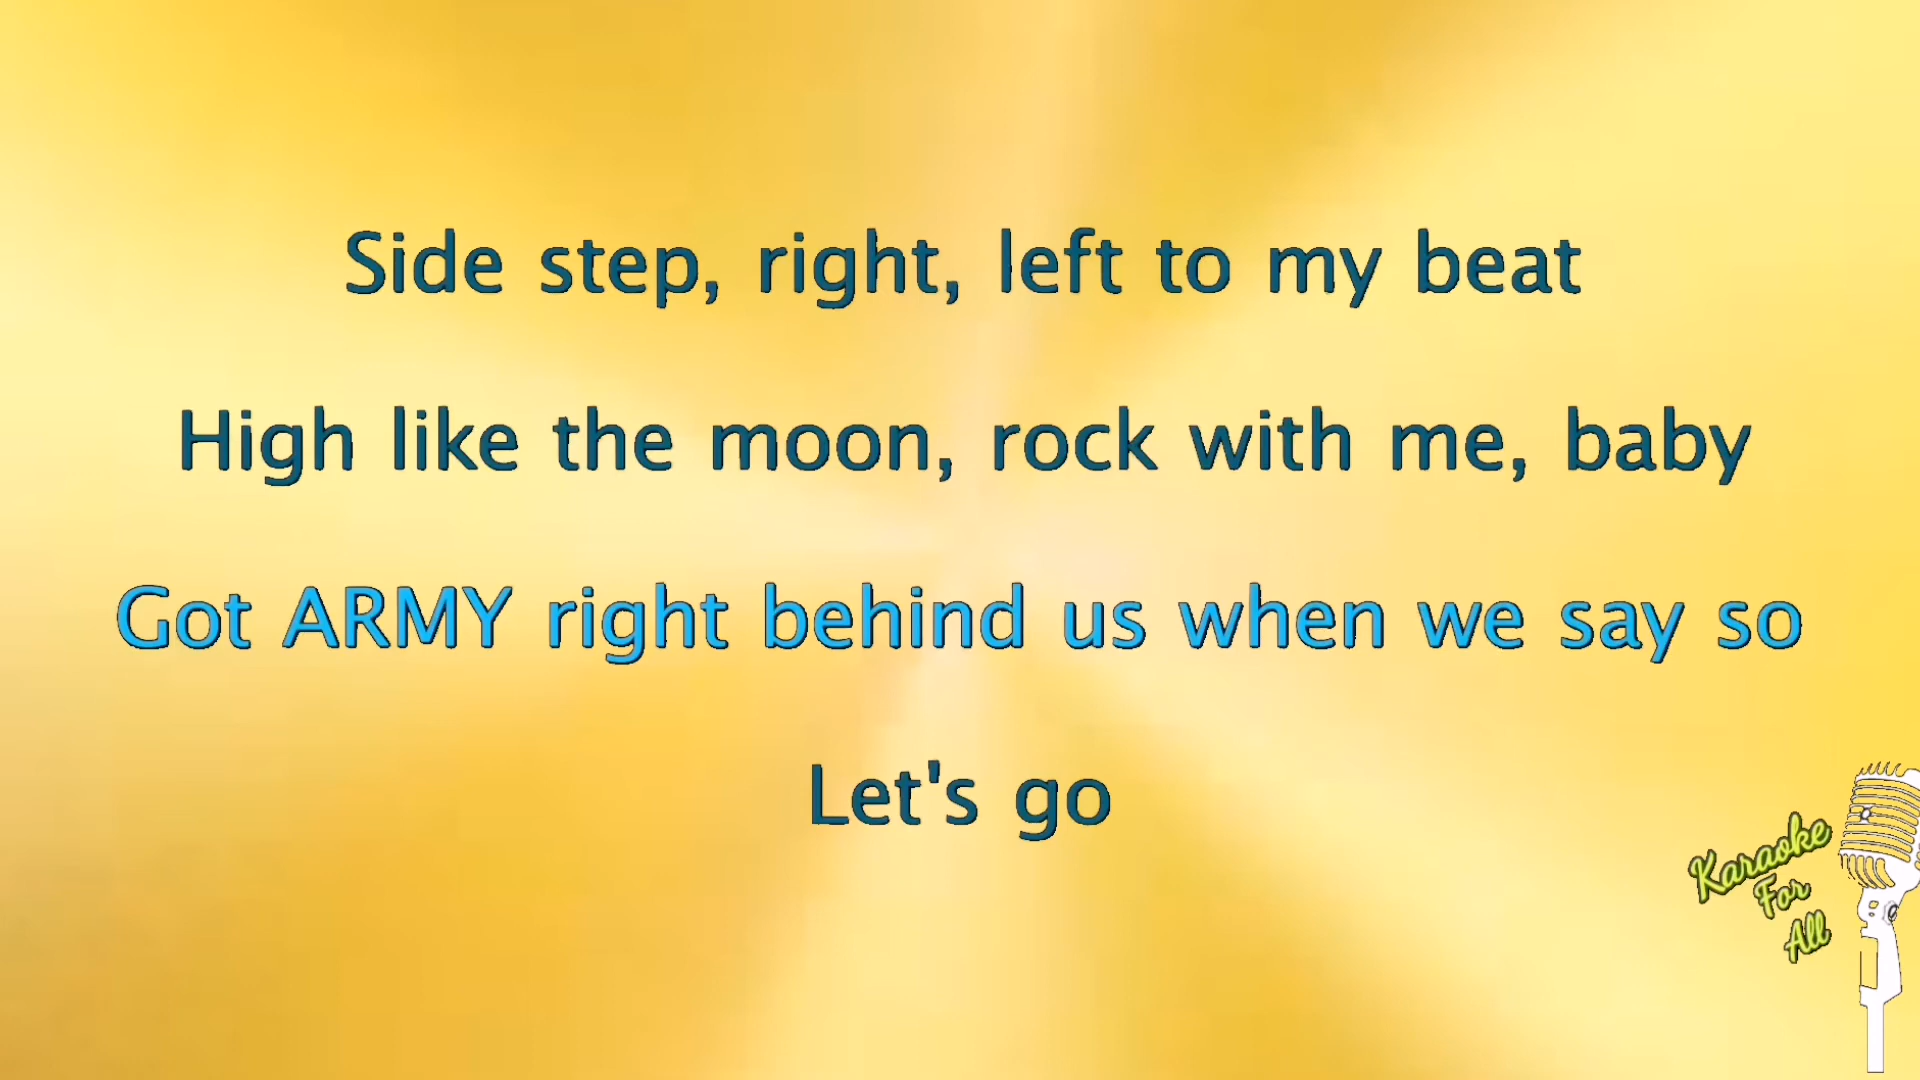 Side step, right, left to my beat
High like the moon, rock with me, baby
Got ARMY right behind us when we say so
Let's go
Karaoke
For
All